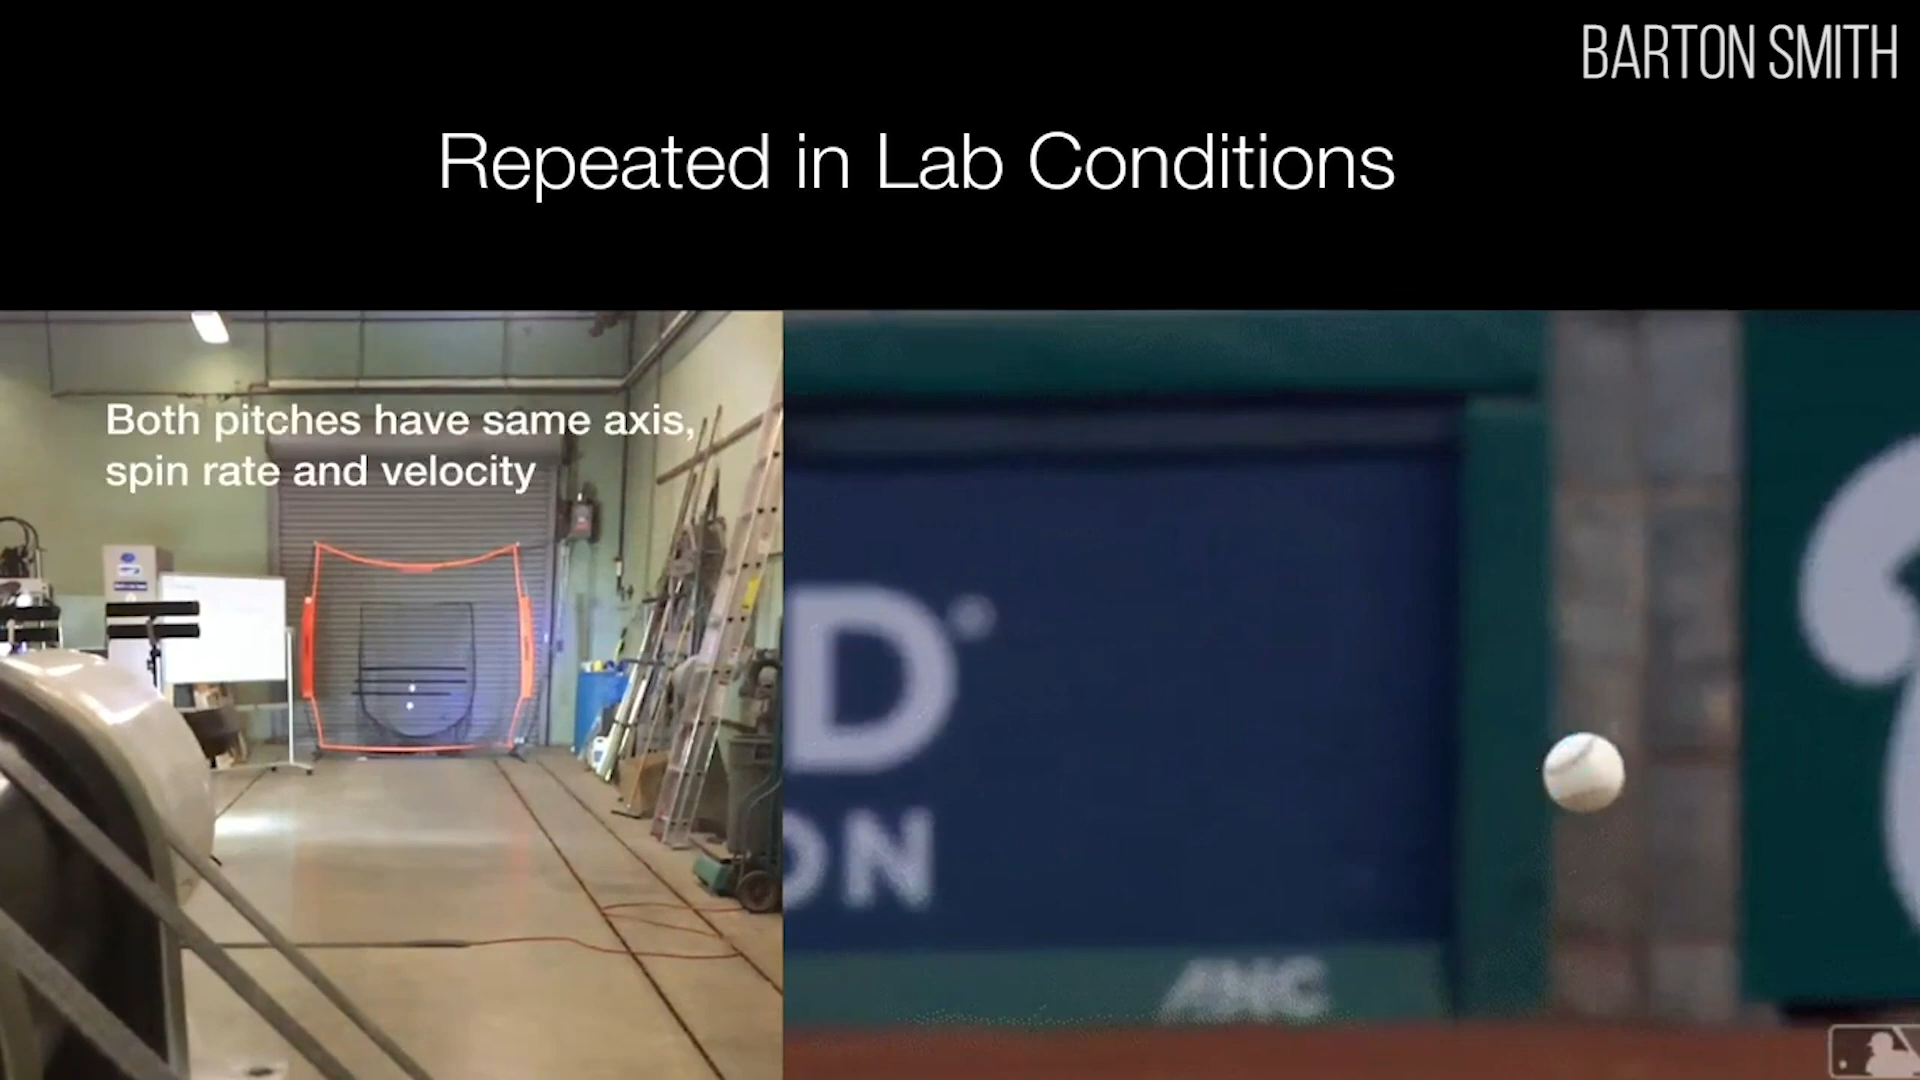 BARTON SMITH
Repeated in Lab Conditions
Both pitches have same axis,
spin rate and velocity
D
ON